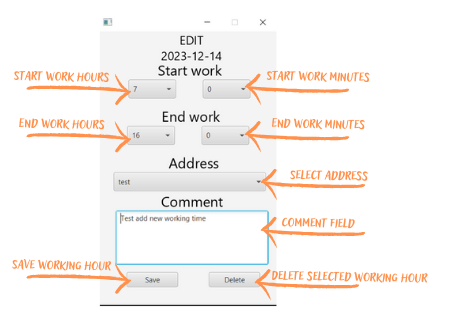 EDIT
2023-12-14
Start work
START WORK HOURS
START WORK MINUTES
7
0
End work
END WORK HOURS
END WORK MINUTES
16
0
Address
SELECT ADDRESS
test
Comment
Test add new working time
COMMENT FIELD
SAVE WORKING HOUR
DELETE SELECTED WORKING HOUR
Save
Delete